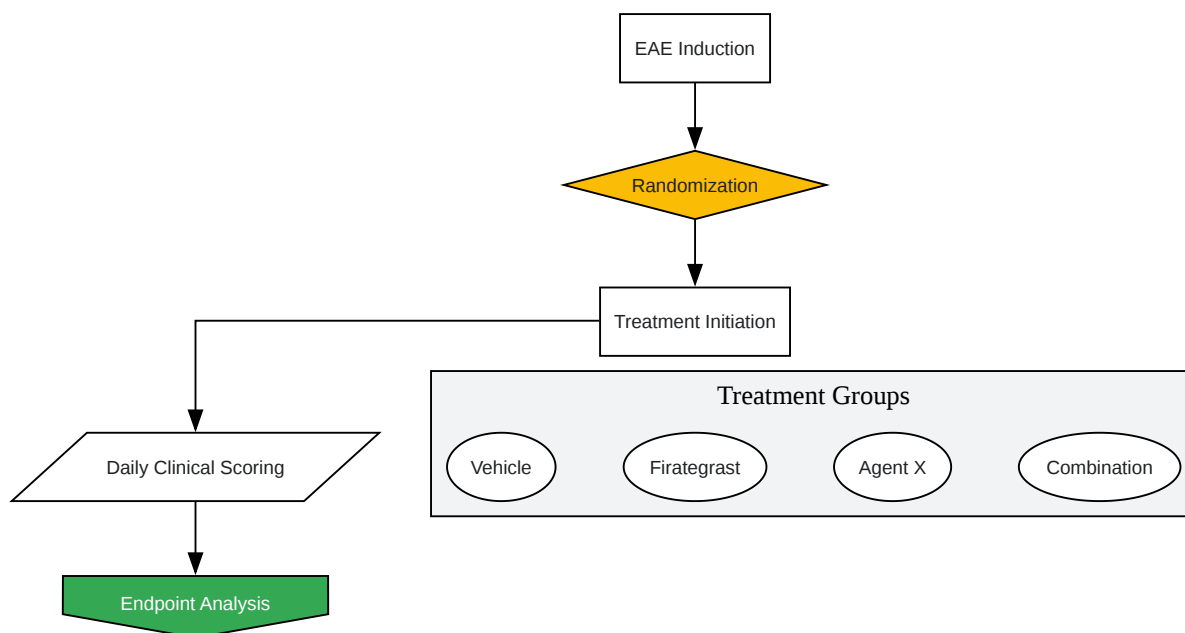 EAE Induction
Randomization
Treatment Initiation
Treatment Groups
Vehicle
Firategrast
Agent X
Combination
Daily Clinical Scoring
Endpoint Analysis